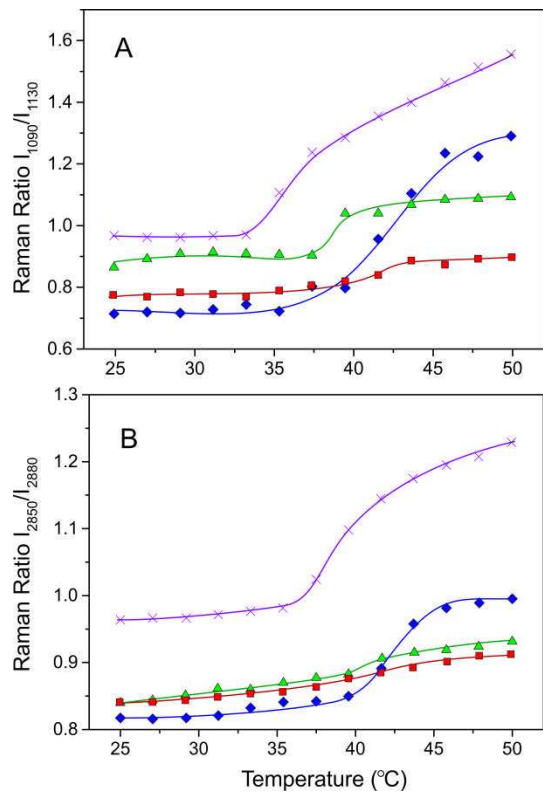 A
Raman Ratio I1090/I1130
1.6
1.4
1.2
1.0
0.8
0.6
25 30 35 40 45 50
B
Raman Ratio I2850/I2880
1.3
1.2
1.1
1.0
0.9
0.8
25 30 35 40 45 50
Temperature (°C)